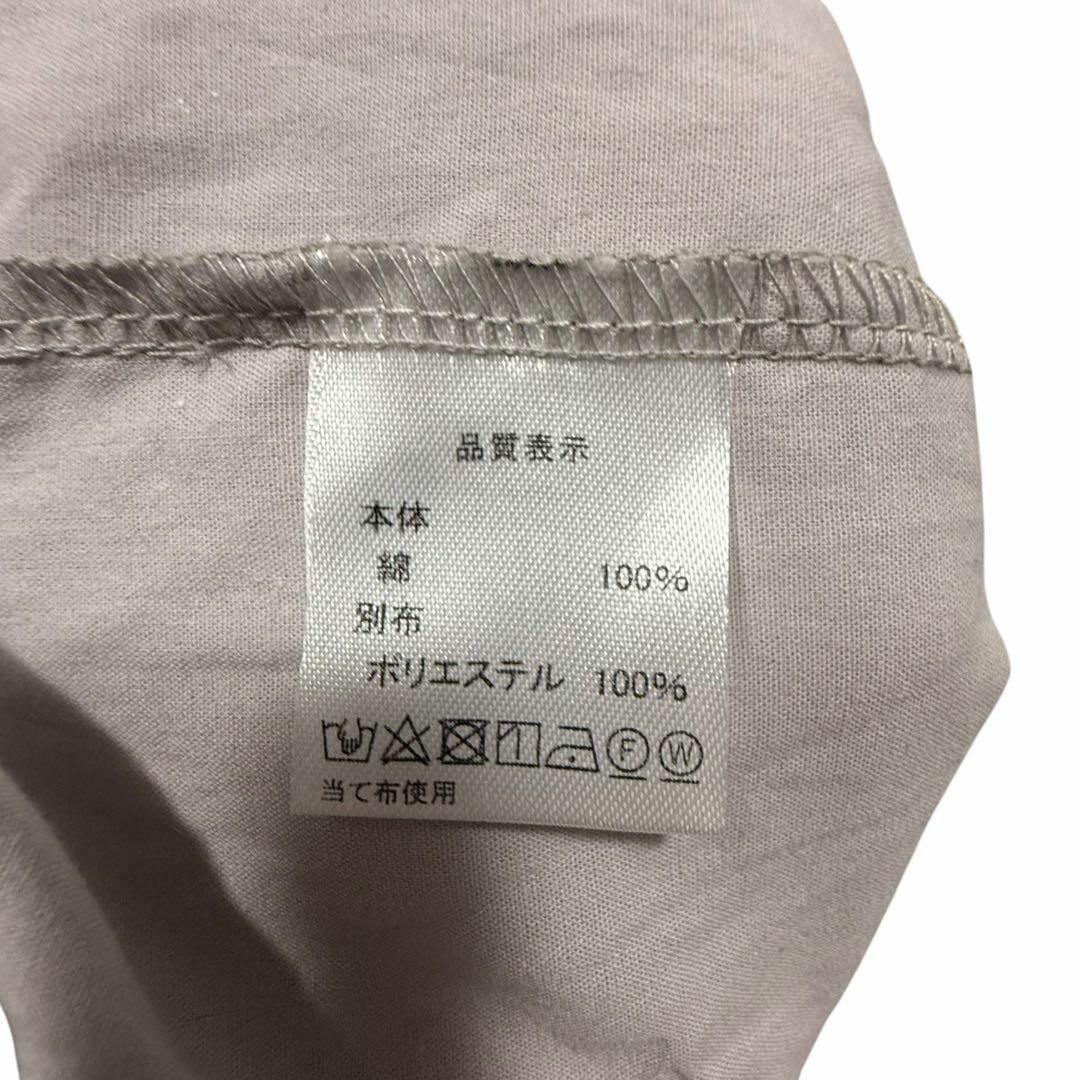 品質表示
本体
綿 100%
別布
ポリエステル 100%
F W
当て布使用